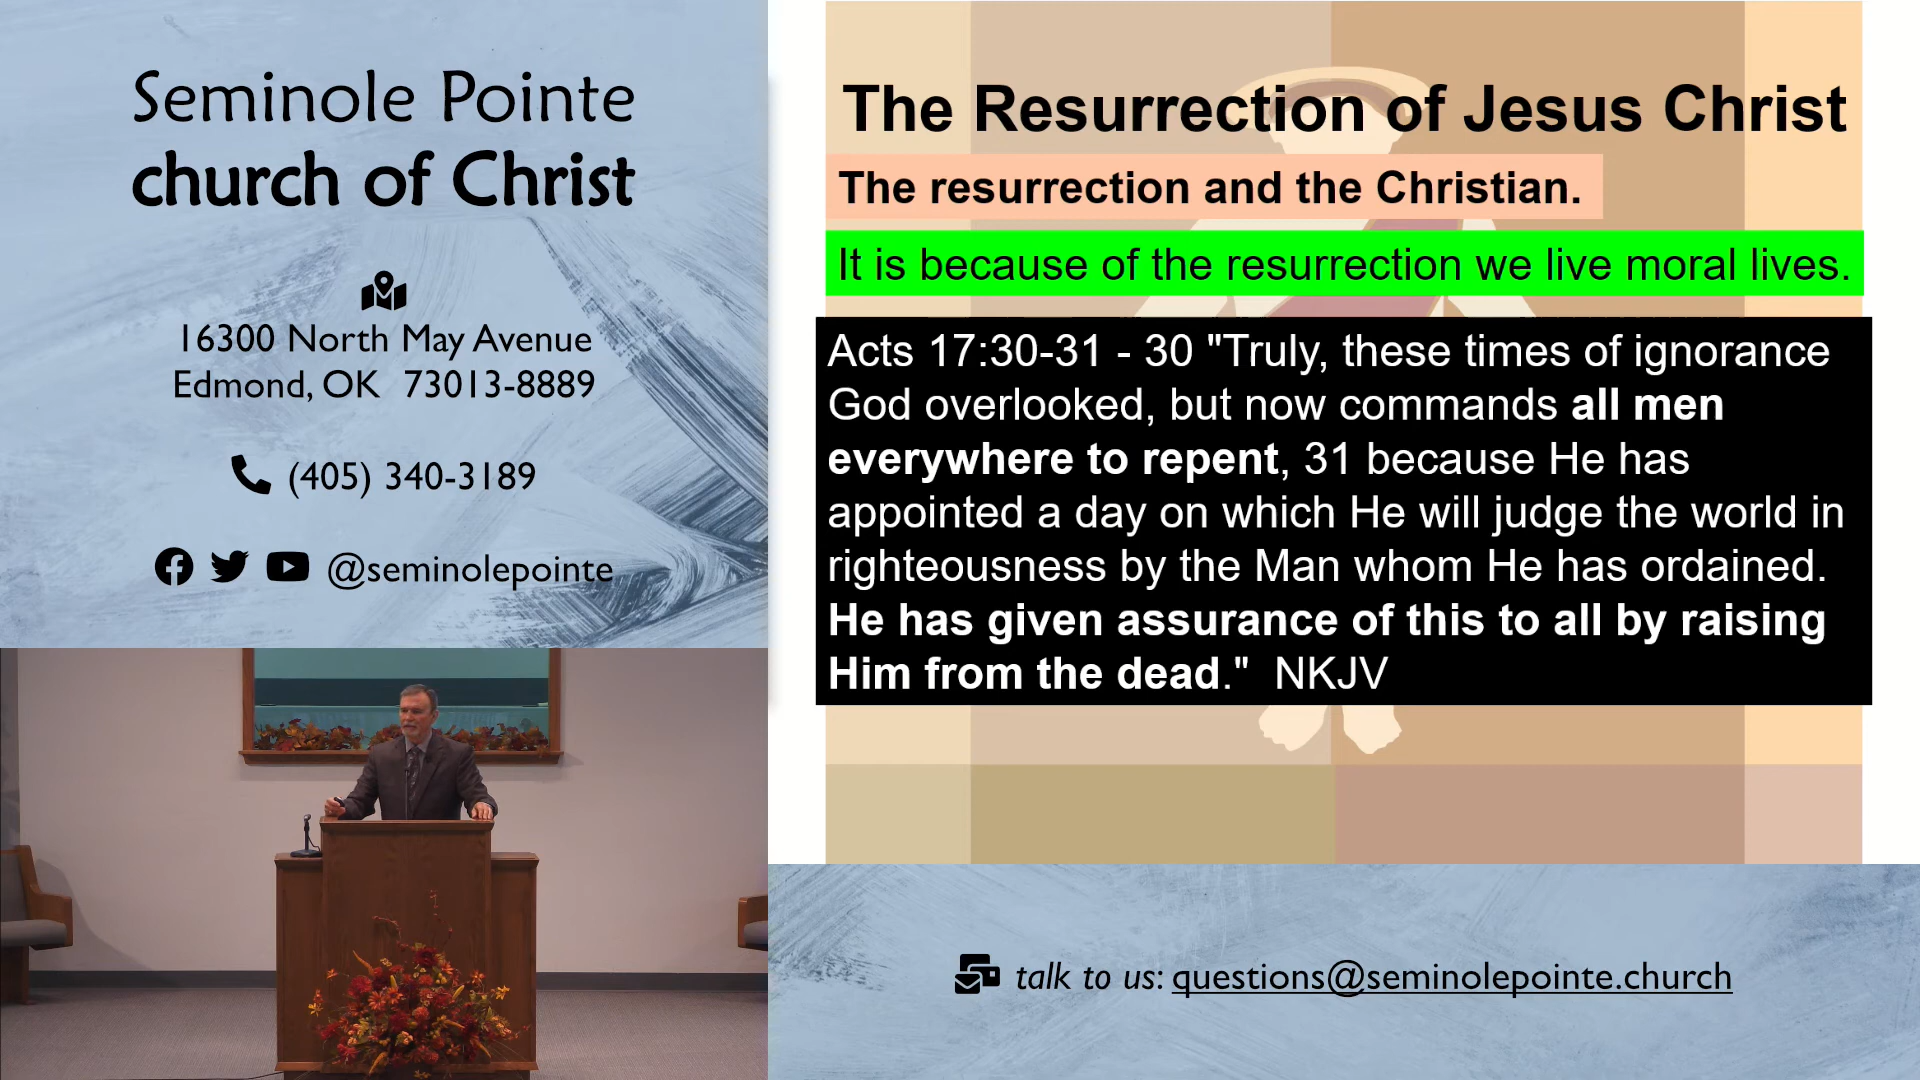 Seminole Pointe
church of Christ
16300 North May Avenue
Edmond, OK 73013-8889
(405) 340-3189
@seminolepointe
The Resurrection of Jesus Christ
The resurrection and the Christian.
It is because of the resurrection we live moral lives.
Acts 17:30-31 - 30 "Truly, these times of ignorance
God overlooked, but now commands all men
everywhere to repent, 31 because He has
appointed a day on which He will judge the world in
righteousness by the Man whom He has ordained.
He has given assurance of this to all by raising
Him from the dead." NKJV
talk to us: questions@seminolepointe.church